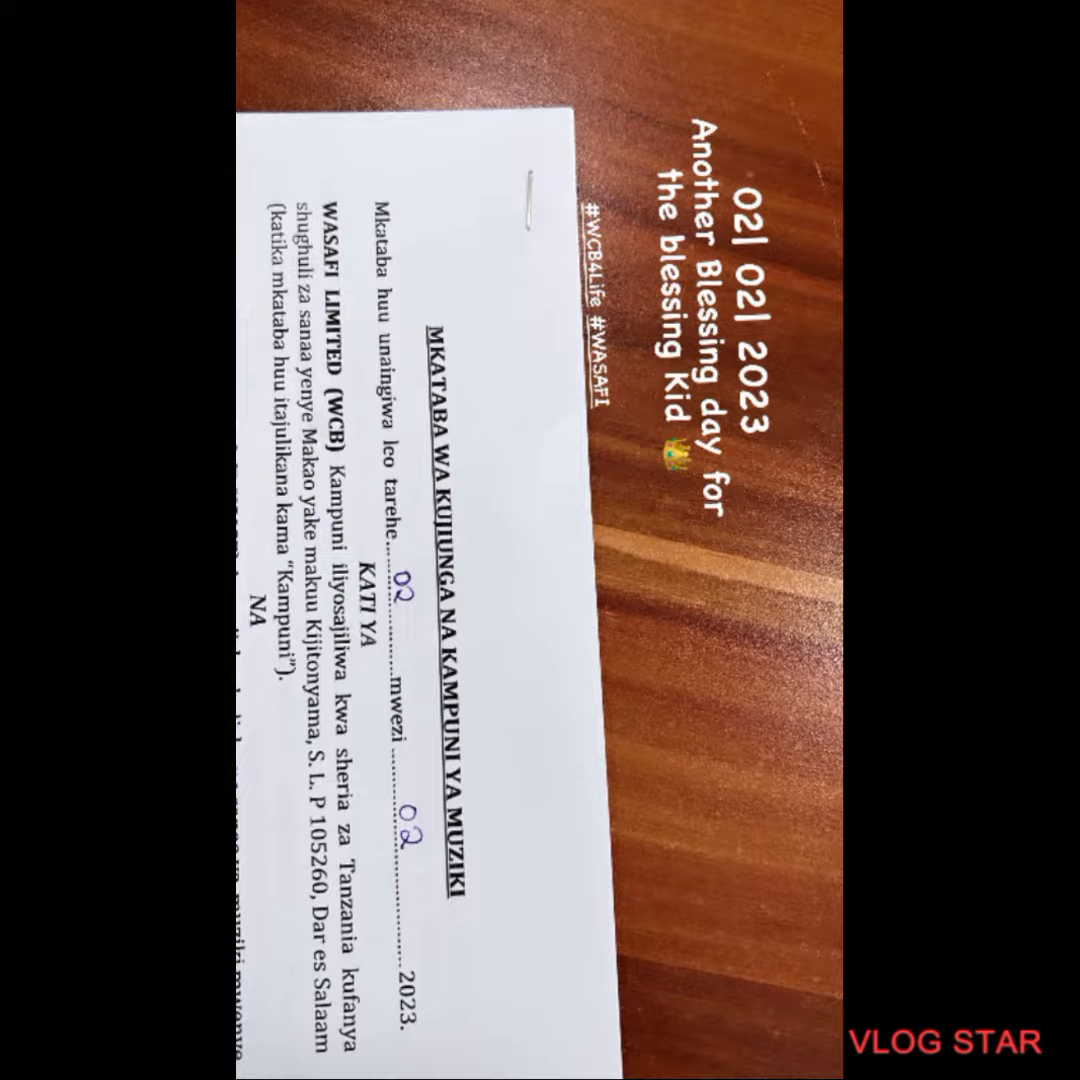 02| 02| 2023
Another Blessing day for
the blessing Kid
#WCB4Life #WASAFI
MKATABA WA KUJIUNGA NA KAMPUNI YA MUZIKI
Mkataba huu unaingiwa leo tarehe...........02...........mwezi ...........02........... 2023.
KATI YA
WASAFI LIMITED (WCB) Kampuni iliyosajiliwa kwa sheria za Tanzania kufanya
shughuli za sanaa yenye Makao yake makuu Kijitonyama, S. L. P 105260, Dar es Salaam
(katika mkataba huu itajulikana kama “Kampuni”).
NA
VLOG STAR